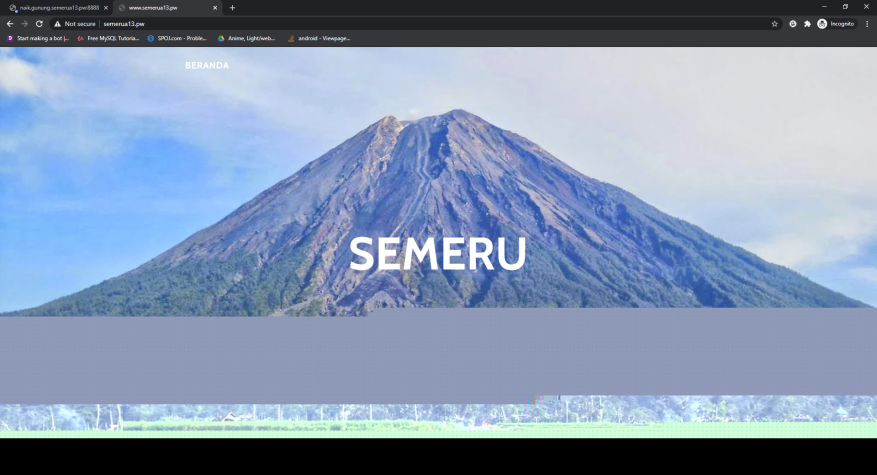 naik.gunung.semerua13.pw:8888
www.semerua13.pw
Not secure
semerua13.pw
Incognito
Start making a bot |...
Free MySQL Tutoria...
SPOJ.com - Proble...
Anime, Light/web...
android - Viewpage...
BERANDA
SEMERU